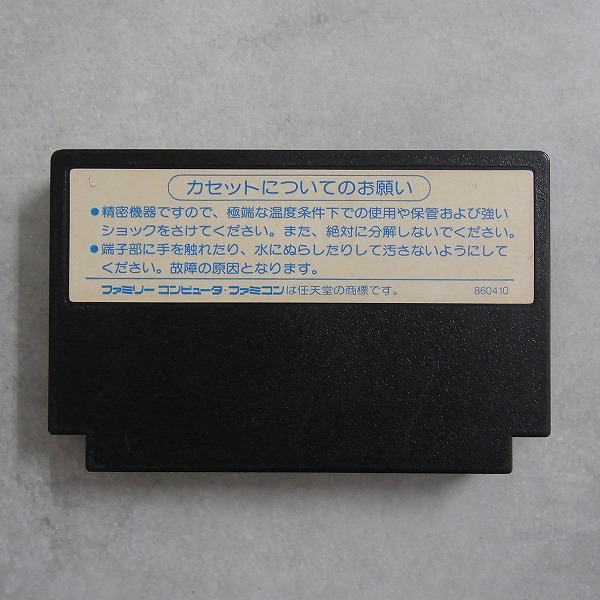 カセットについてのお願い
●精密機器ですので、極端な温度条件下での使用や保管および強い
ショックをさけてください。また、絶対に分解しないでください。
●端子部に手を触れたり、水にぬらしたりして汚さないようにして
ください。故障の原因となります。
ファミリーコンピュータ・ファミコンは任天堂の商標です。 860410